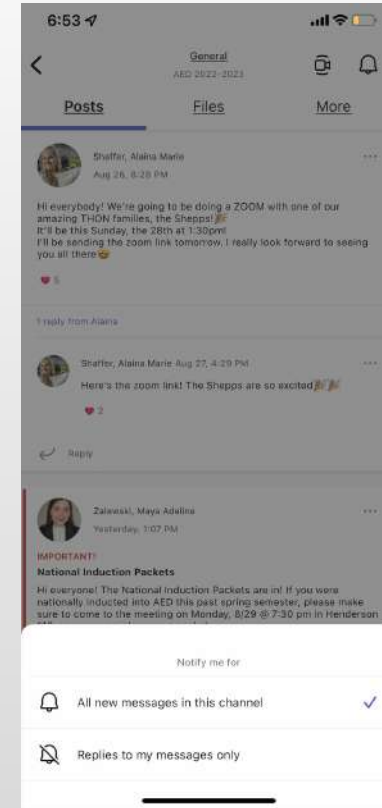 6:53
General
AED 2022-2023
Posts Files More
Shaffer, Alaina Marie
Aug 26, 8:28 PM
Hi everybody! We're going to be doing a ZOOM with one of our
amazing THON families, the Shepps!🎉
It'll be this Sunday, the 28th at 1:30pm!
I'll be sending the zoom link tomorrow. I really look forward to seeing
you all there🤩
5
1 reply from Alaina
Shaffer, Alaina Marie Aug 27, 4:29 PM
Here's the zoom link! The Shepps are so excited🎉🎉
2
Reply
Zalewski, Maya Adeline
Yesterday, 1:07 PM
IMPORTANT!
National Induction Packets
Hi everyone! The National Induction Packets are in! If you were
nationally inducted into AED this past spring semester, please make
sure to come to the meeting on Monday, 8/29 @ 7:30 pm in Henderson
Notify me for
All new messages in this channel
Replies to my messages only